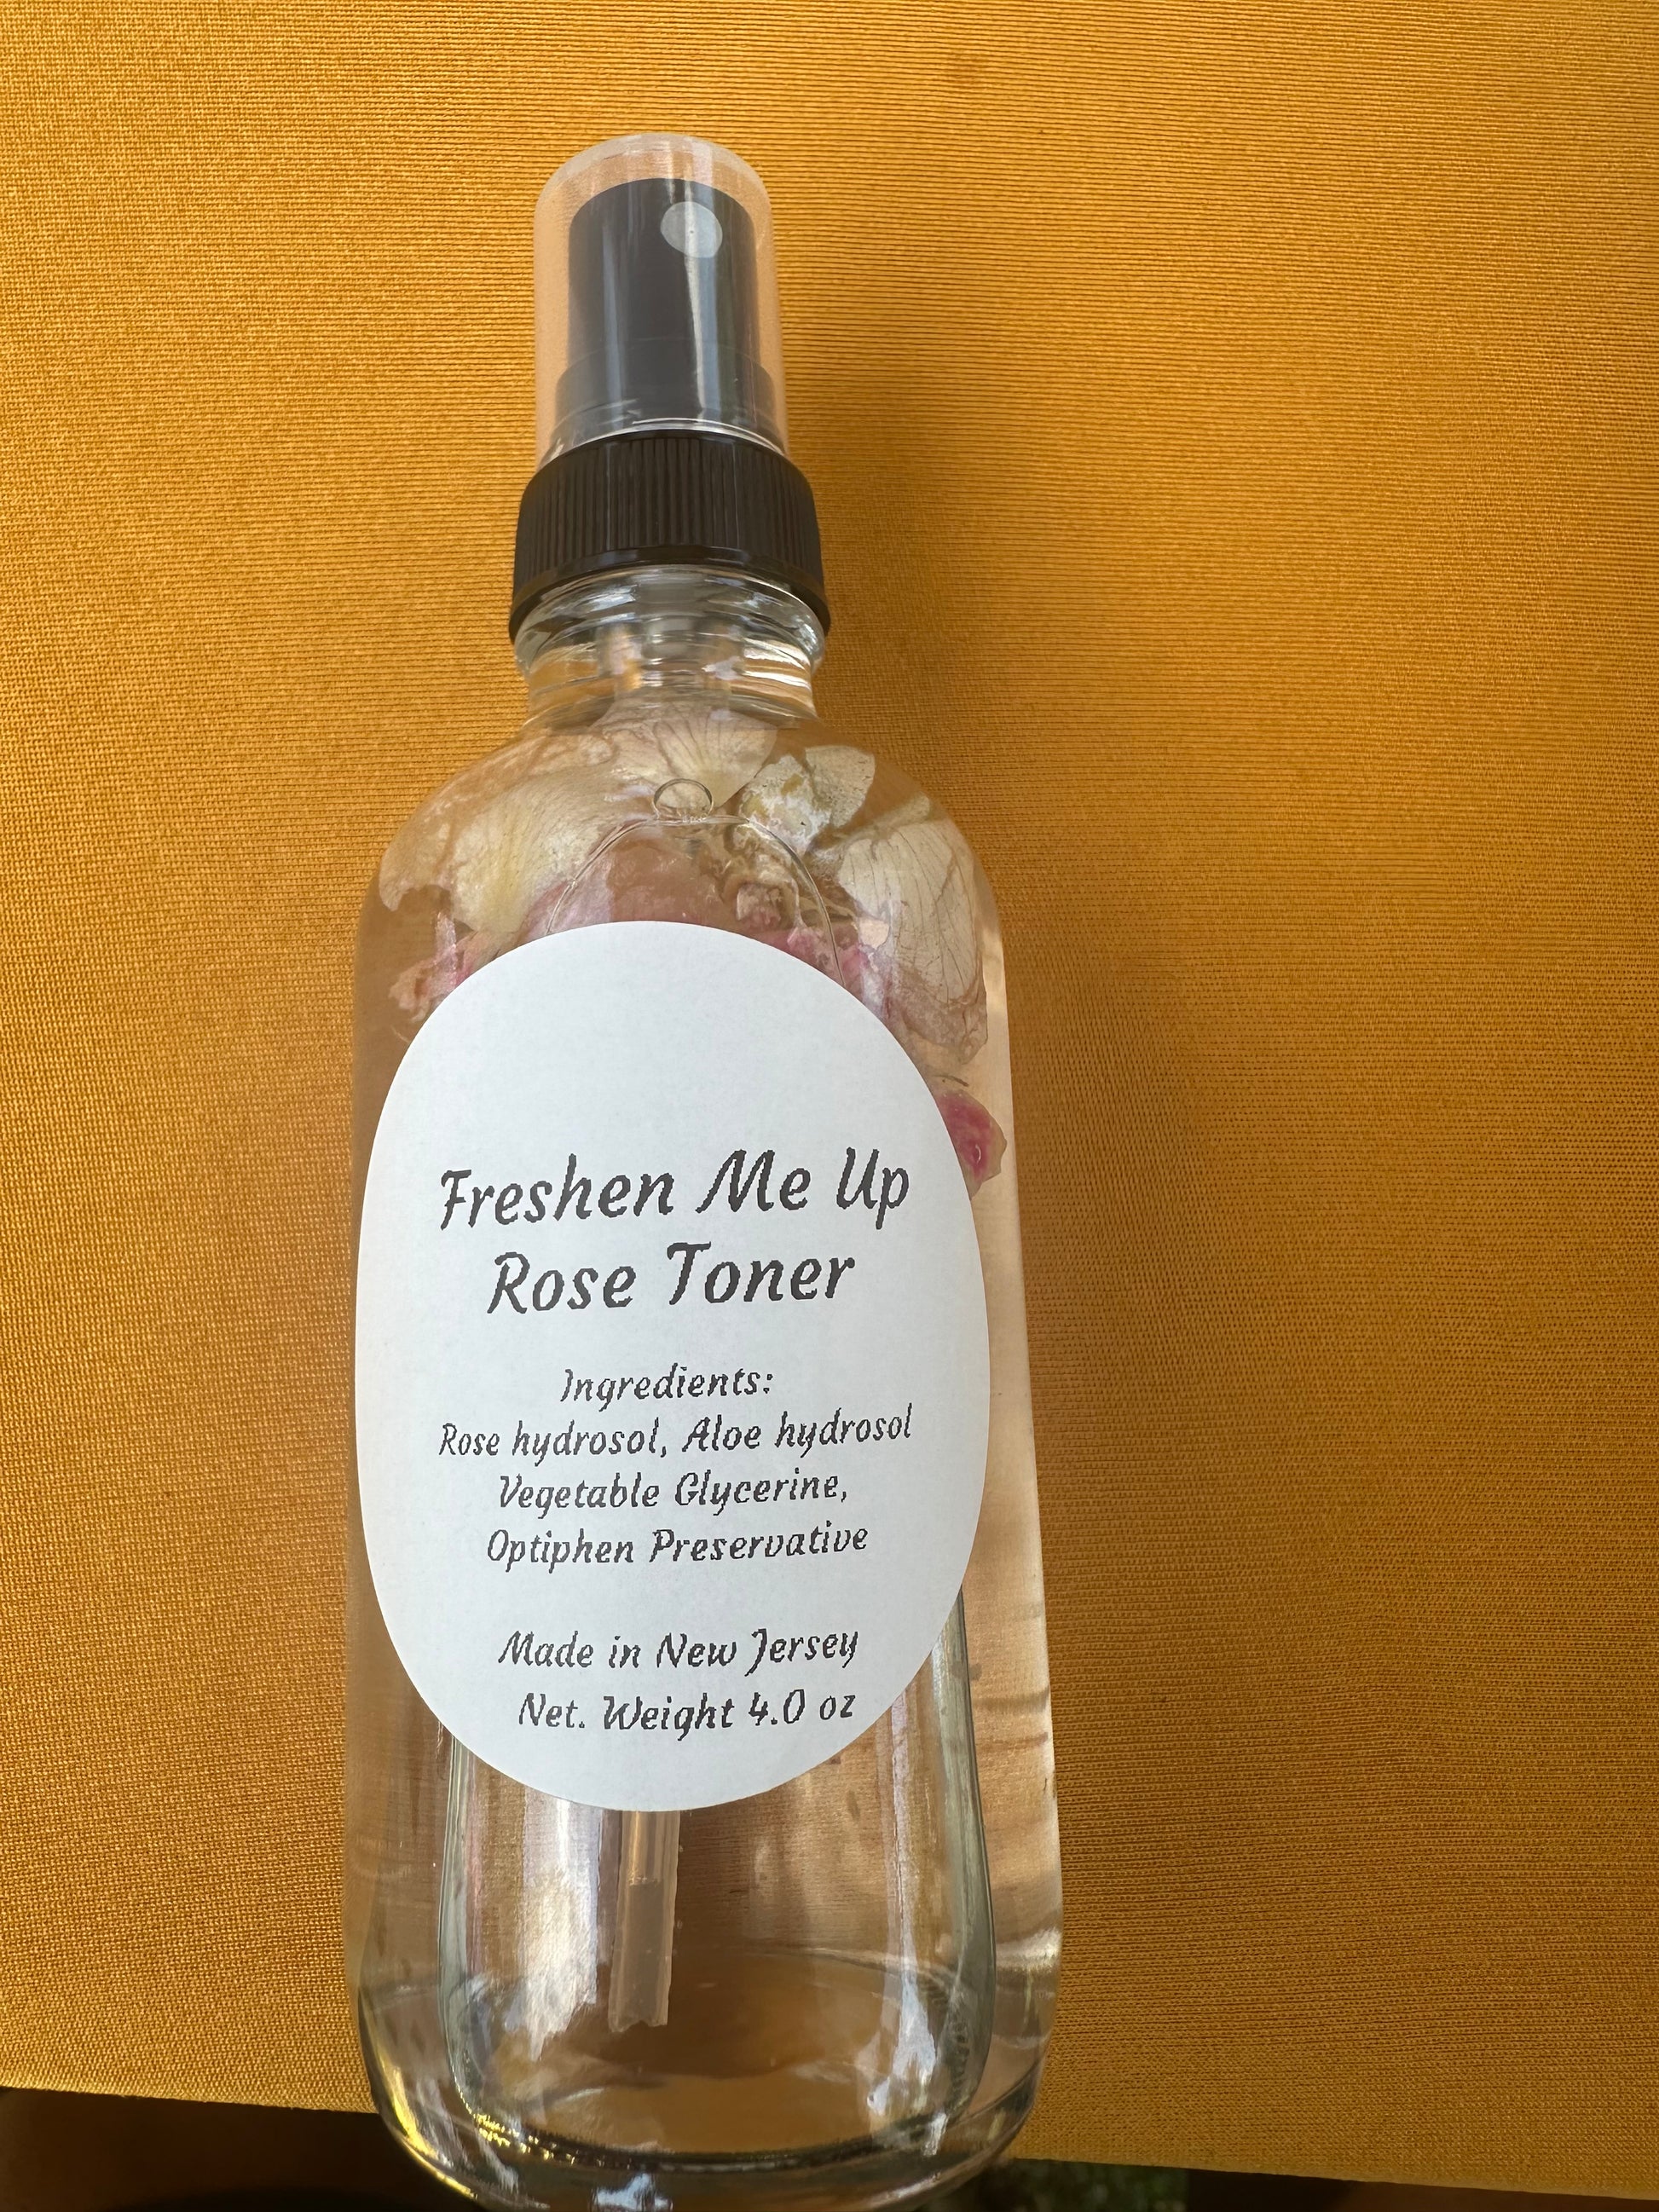 Freshen Me Up
Rose Toner
Ingredients:
Rose hydrosol, Aloe hydrosol
Vegetable Glycerine,
Optiphen Preservative
Made in New Jersey
Net. Weight 4.0 oz